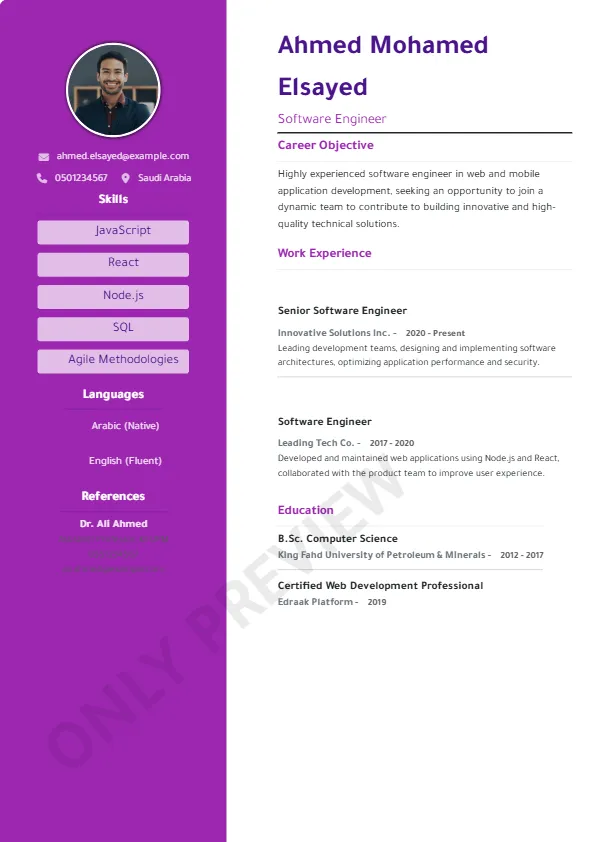 ahmed.elsayed@example.com
0501234567 Saudi Arabia
Skills
JavaScript
React
Node.js
SQL
Agile Methodologies
Languages
Arabic (Native)
English (Fluent)
References
Dr. Ali Ahmed
Ahmed Mohamed
Elsayed
Software Engineer
Career Objective
Highly experienced software engineer in web and mobile
application development, seeking an opportunity to join a
dynamic team to contribute to building innovative and high-
quality technical solutions.
Work Experience
Senior Software Engineer
Innovative Solutions Inc. - 2020 - Present
Leading development teams, designing and implementing software
architectures, optimizing application performance and security.
Software Engineer
Leading Tech Co. - 2017 - 2020
Developed and maintained web applications using Node.js and React,
collaborated with the product team to improve user experience.
Education
B.Sc. Computer Science
King Fahd University of Petroleum & Minerals - 2012 - 2017
Certified Web Development Professional
Edraak Platform - 2019
ONLY PREVIEW